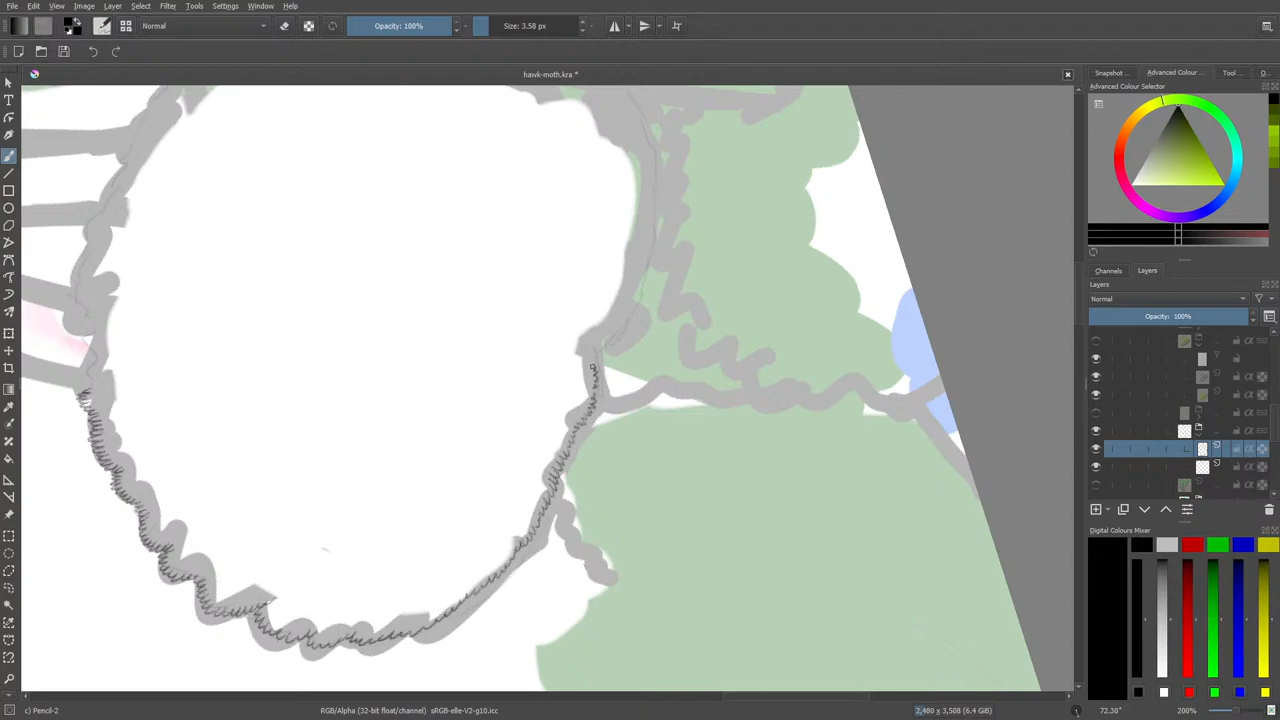 File Edit View Image Layer Select Filter Tools Settings Window Help
Normal Opacity: 100% Size: 3.58 px
hawk-moth.kra *
Snapshot ... Advanced Colour ... Tool ... O...
Advanced Colour Selector
Channels Layers
Layers
Normal
Opacity: 100%
Digital Colours Mixer
c) Pencil-2 RGB/Alpha (32-bit float/channel) sRGB-elle-V2-g10.icc 2,480 x 3,508 (6.4 GiB) 72.30° 200%